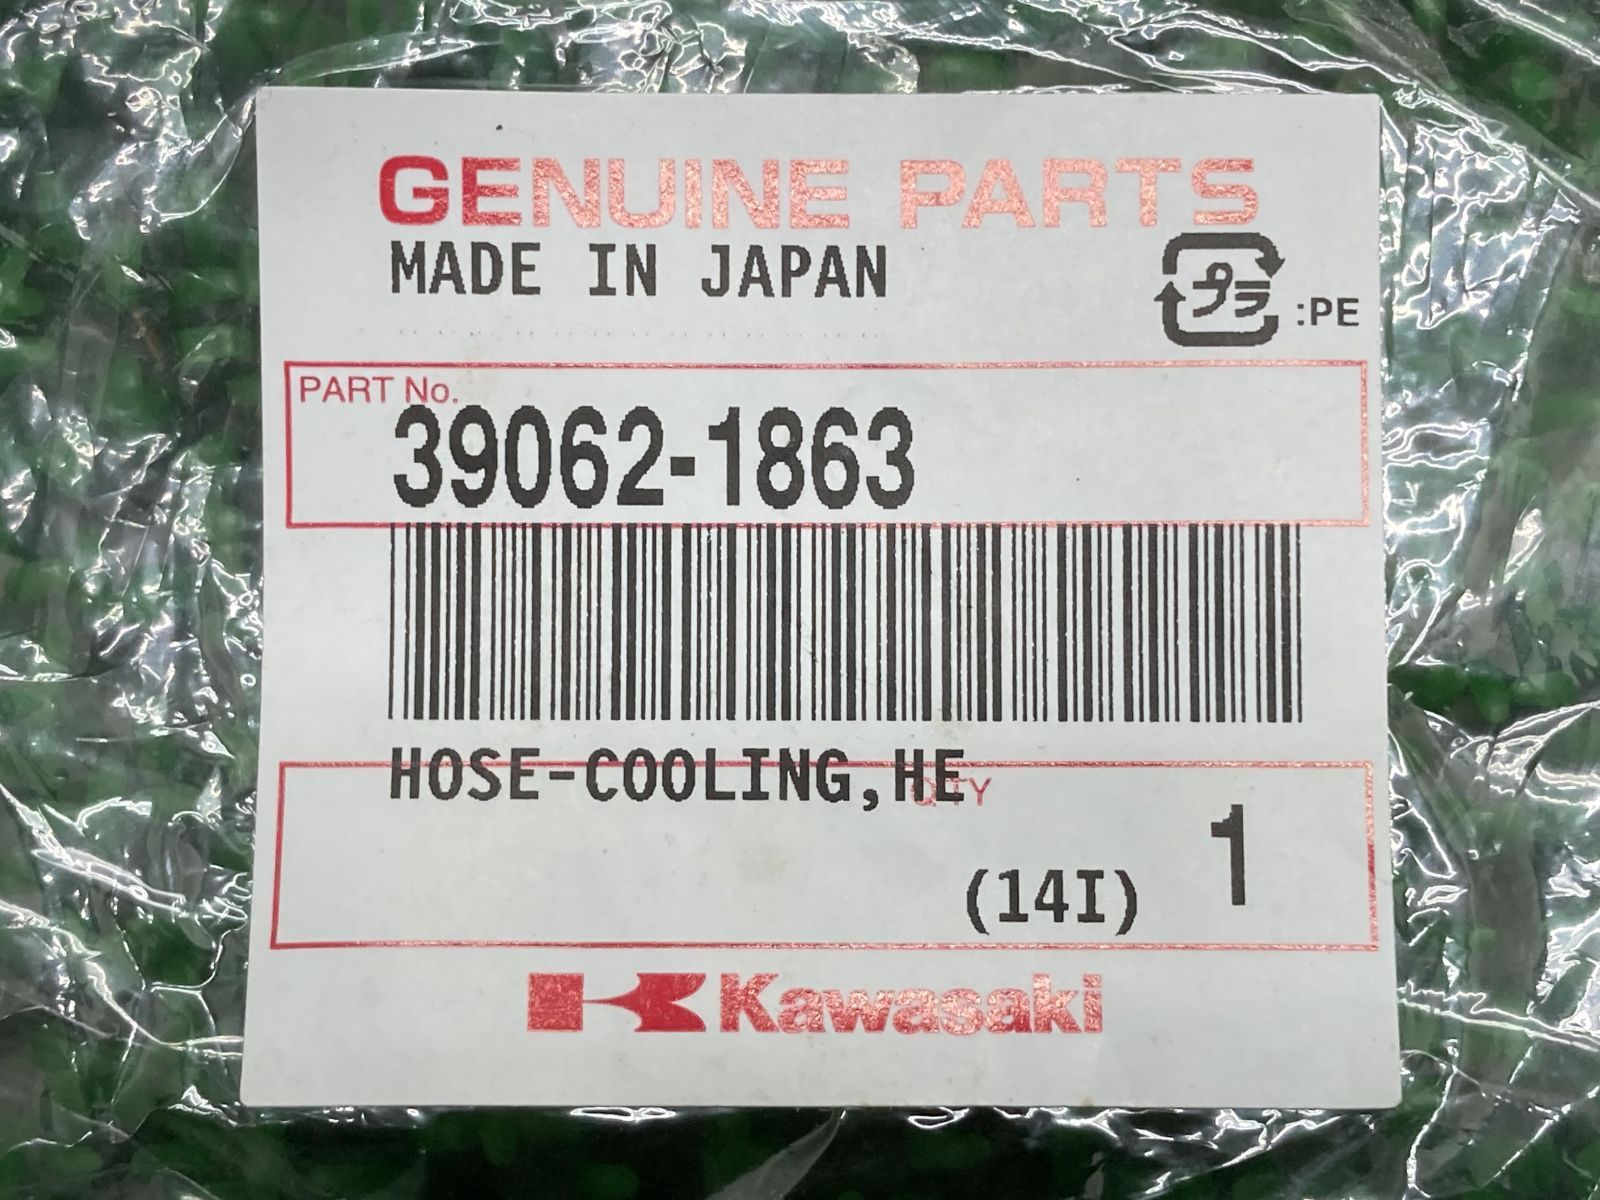 GENUINE PARTS
MADE IN JAPAN
プラ :PE
PART No.
39062-1863
HOSE-COOLING,HE
QTY
(14I) 1
Kawasaki